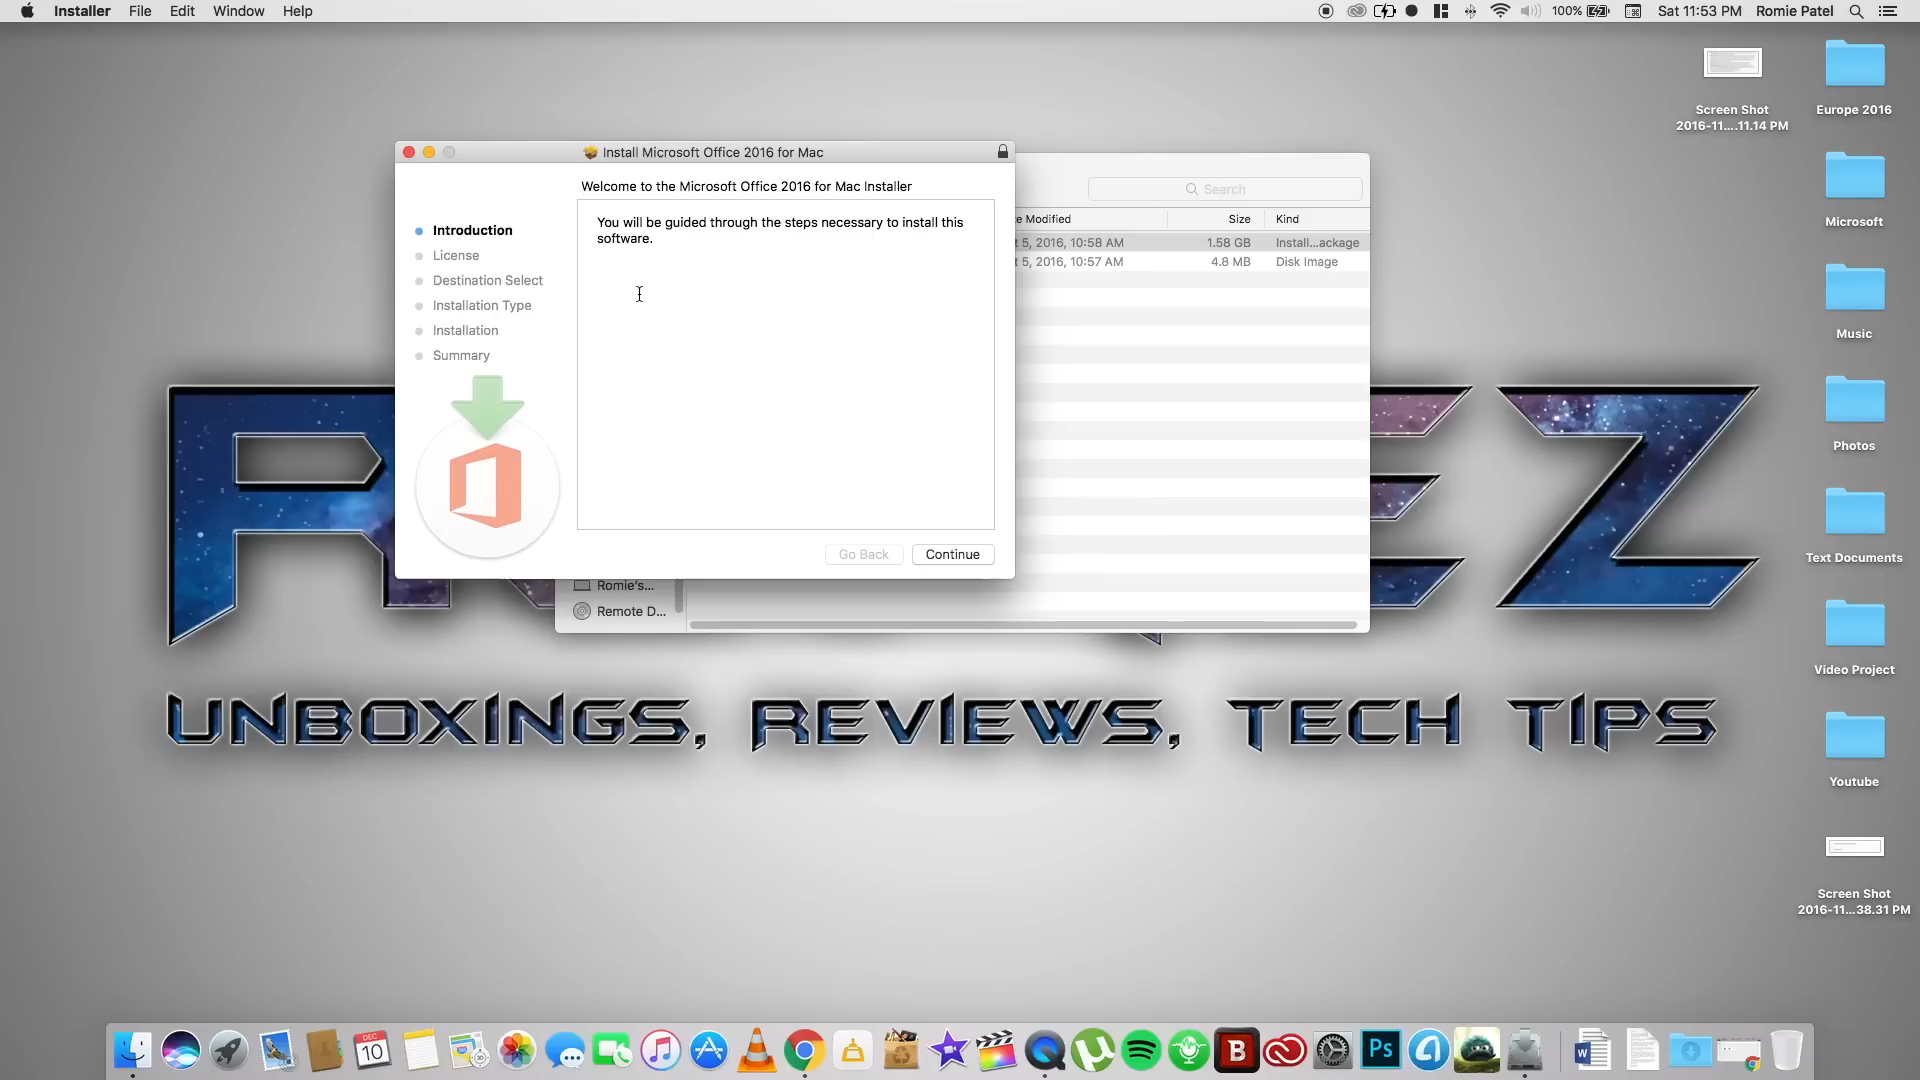 Installer File Edit Window Help
100% Sat 11:53 PM Romie Patel
Screen Shot
2016-11....11.14 PM
Europe 2016
Microsoft
Music
Photos
Text Documents
Video Project
Youtube
Screen Shot
2016-11...38.31 PM
Install Microsoft Office 2016 for Mac
Welcome to the Microsoft Office 2016 for Mac Installer
Introduction
License
Destination Select
Installation Type
Installation
Summary
You will be guided through the steps necessary to install this
software.
Go Back Continue
Search
te Modified Size Kind
t 5, 2016, 10:58 AM 1.58 GB Install...ackage
t 5, 2016, 10:57 AM 4.8 MB Disk Image
Romie's...
Remote D...
UNBOXINGS, REVIEWS, TECH TIPS
DEC
10
B
Ps
W